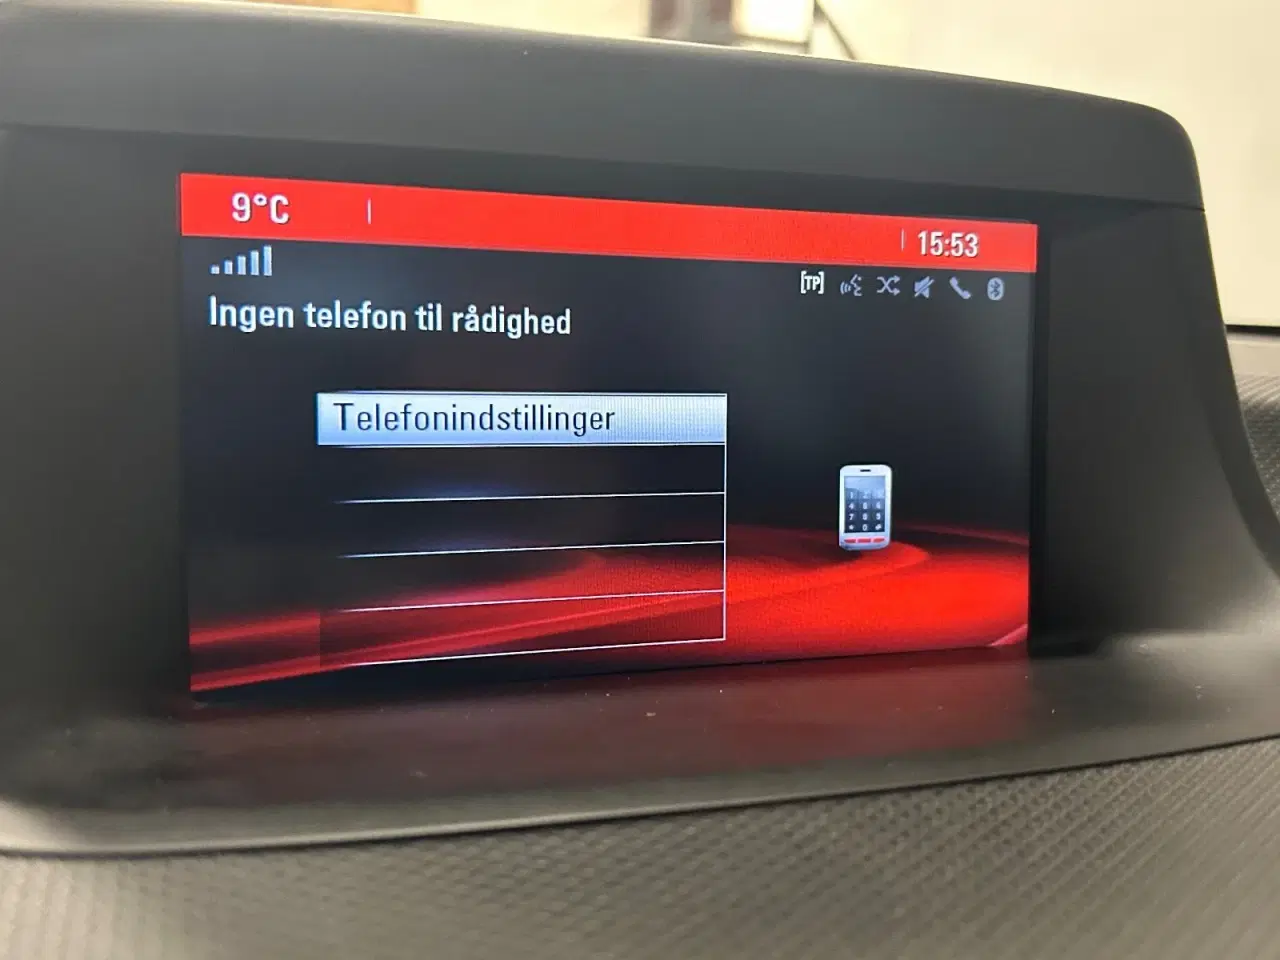 9°C
15:53
[TP]
Ingen telefon til rådighed
Telefonindstillinger